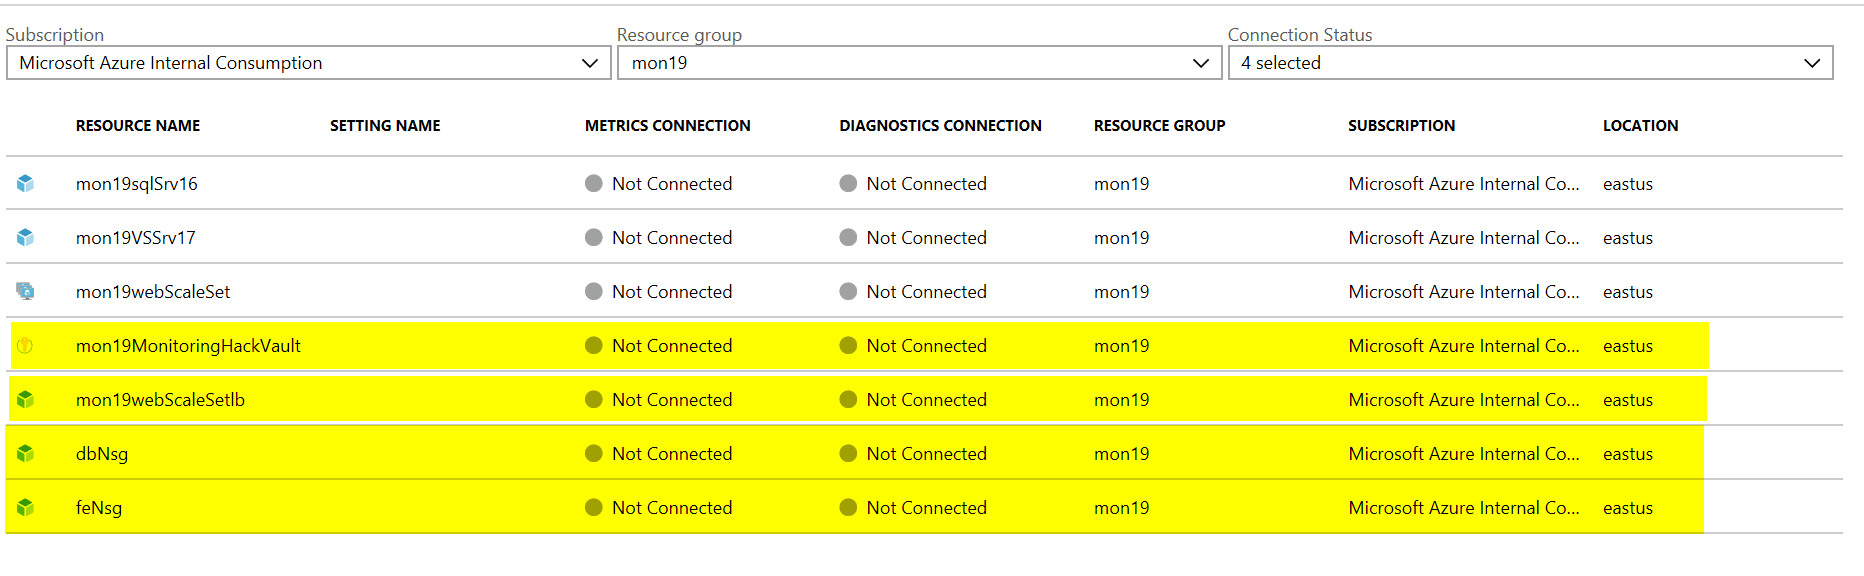 Subscription Resource group Connection Status
Microsoft Azure Internal Consumption mon19 4 selected
RESOURCE NAME SETTING NAME METRICS CONNECTION DIAGNOSTICS CONNECTION RESOURCE GROUP SUBSCRIPTION LOCATION
mon19sqlSrv16 Not Connected Not Connected mon19 Microsoft Azure Internal Co... eastus
mon19VSSrv17 Not Connected Not Connected mon19 Microsoft Azure Internal Co... eastus
mon19webScaleSet Not Connected Not Connected mon19 Microsoft Azure Internal Co... eastus
mon19MonitoringHackVault Not Connected Not Connected mon19 Microsoft Azure Internal Co... eastus
mon19webScaleSetlb Not Connected Not Connected mon19 Microsoft Azure Internal Co... eastus
dbNsg Not Connected Not Connected mon19 Microsoft Azure Internal Co... eastus
feNsg Not Connected Not Connected mon19 Microsoft Azure Internal Co... eastus